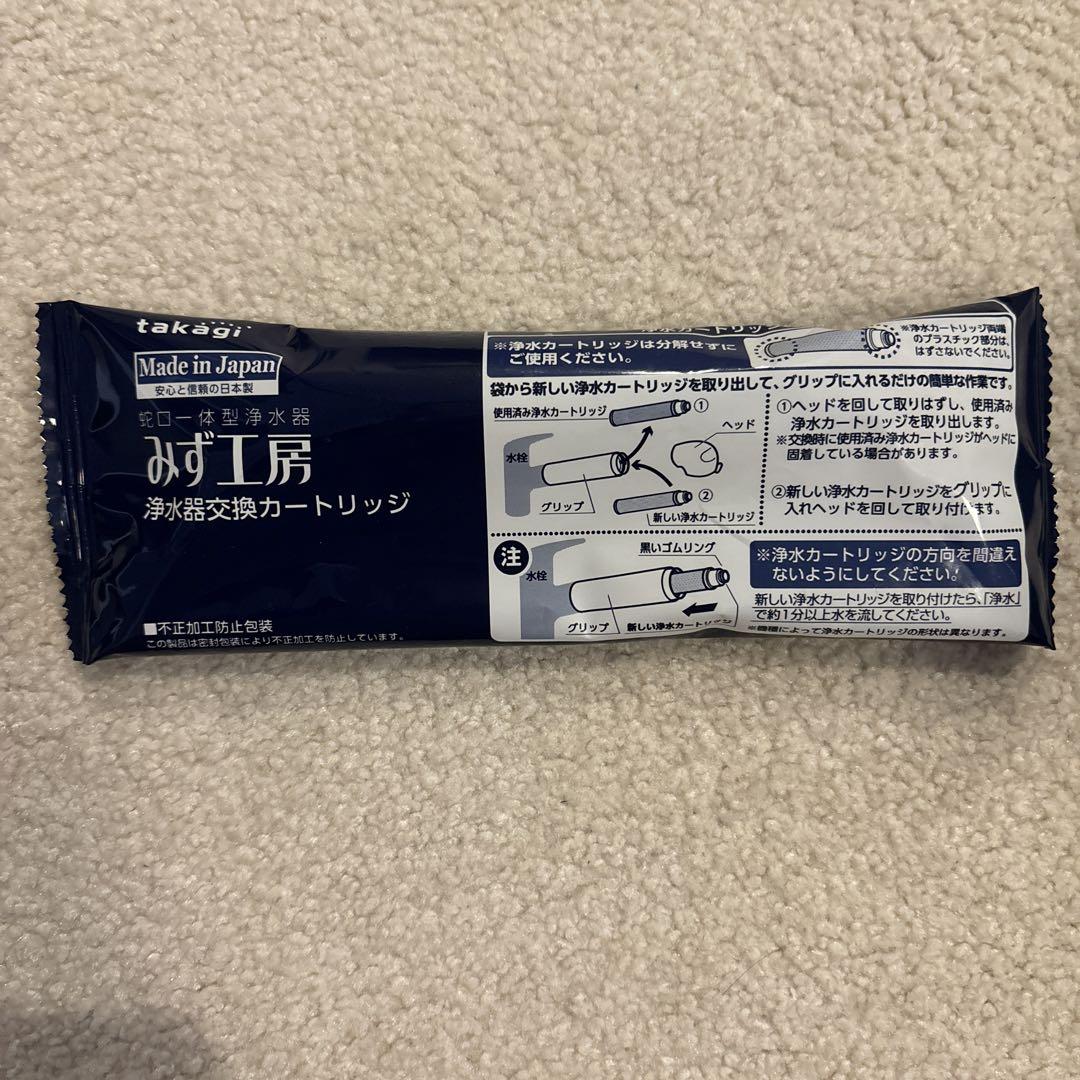 takagi
Made in Japan
安心と信頼の日本製
蛇口一体型浄水器
みず工房
浄水器交換カートリッジ
■不正加工防止包装
この製品は密封包装により不正加工を防止しています。
浄水カートリッジ
※浄水カートリッジは分解せずに
ご使用ください。
※浄水カートリッジ両端
のプラスチック部分は、
はずさないでください。
袋から新しい浄水カートリッジを取り出して、グリップに入れるだけの簡単な作業です。
使用済み浄水カートリッジ
①
ヘッド
水栓
グリップ
②
新しい浄水カートリッジ
①ヘッドを回して取りはずし、使用済み
浄水カートリッジを取り出します。
※交換時に使用済み浄水カートリッジがヘッドに
固着している場合があります。
②新しい浄水カートリッジをグリップに
入れヘッドを回して取り付けます。
注
水栓
黒いゴムリング
グリップ
新しい浄水カートリッジ
※浄水カートリッジの方向を間違え
ないようにしてください。
新しい浄水カートリッジを取り付けたら、「浄水」
で約1分以上水を流してください。
※機種によって浄水カートリッジの形状は異なります。